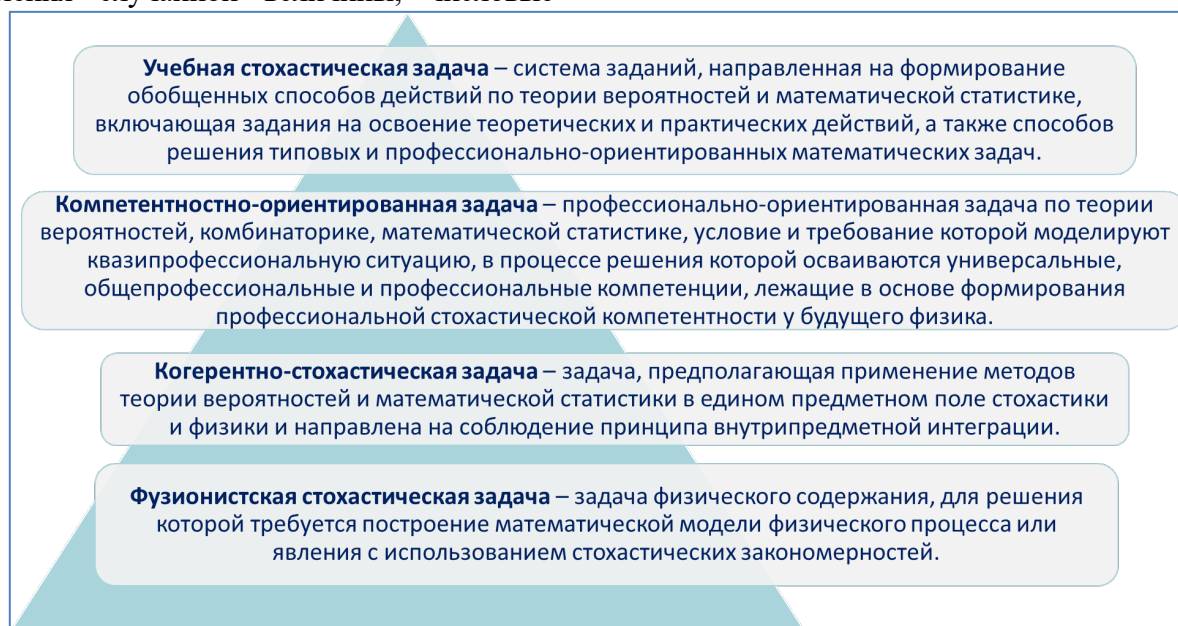 случайной величины,
Учебная стохастическая задача – система заданий, направленная на формирование
обобщенных способов действий по теории вероятностей и математической статистике,
включающая задания на освоение теоретических и практических действий, а также способов
решения типовых и профессионально-ориентированных математических задач.
Компетентностно-ориентированная задача – профессионально-ориентированная задача по теории
вероятностей, комбинаторике, математической статистике, условие и требование которой моделируют
квазипрофессиональную ситуацию, в процессе решения которой осваиваются универсальные,
общепрофессиональные и профессиональные компетенции, лежащие в основе формирования
профессиональной стохастической компетентности у будущего физика.
Когерентно-стохастическая задача – задача, предполагающая применение методов
теории вероятностей и математической статистики в едином предметном поле стохастики
и физики и направлена на соблюдение принципа внутрипредметной интеграции.
Фузионистская стохастическая задача – задача физического содержания, для решения
которой требуется построение математической модели физического процесса или
явления с использованием стохастических закономерностей.